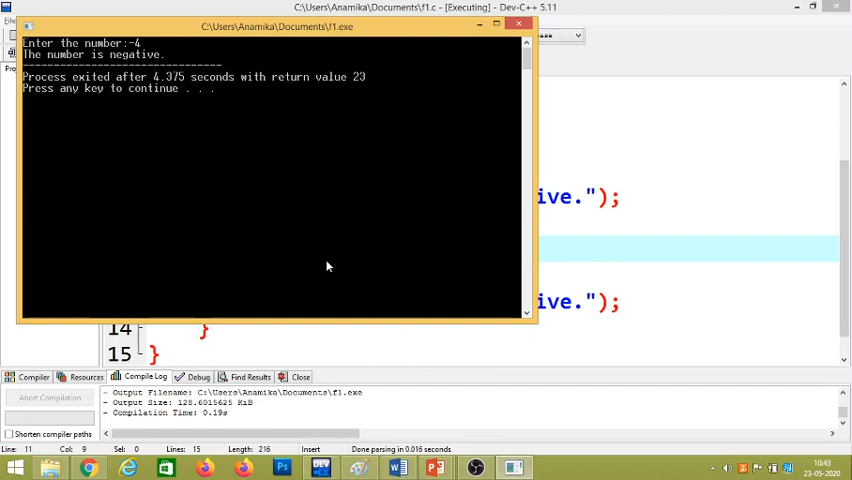 C:\Users\Anamika\Documents\f1.c - [Executing] - Dev-C++ 5.11
C:\Users\Anamika\Documents\f1.exe
Enter the number:-4
The number is negative.
--------------------------------
Process exited after 4.375 seconds with return value 23
Press any key to continue . . .
ive.");
ive.");
14 }
15 }
Compiler Resources Compile Log Debug Find Results Close
Abort Compilation
Shorten compiler paths
- Output Filename: C:\Users\Anamika\Documents\f1.exe
- Output Size: 128.6015625 KiB
- Compilation Time: 0.19s
Line: 11 Col: 9 Sel: 0 Lines: 15 Length: 216 Insert Done parsing in 0.016 seconds
DEV
10:43
23-05-2020